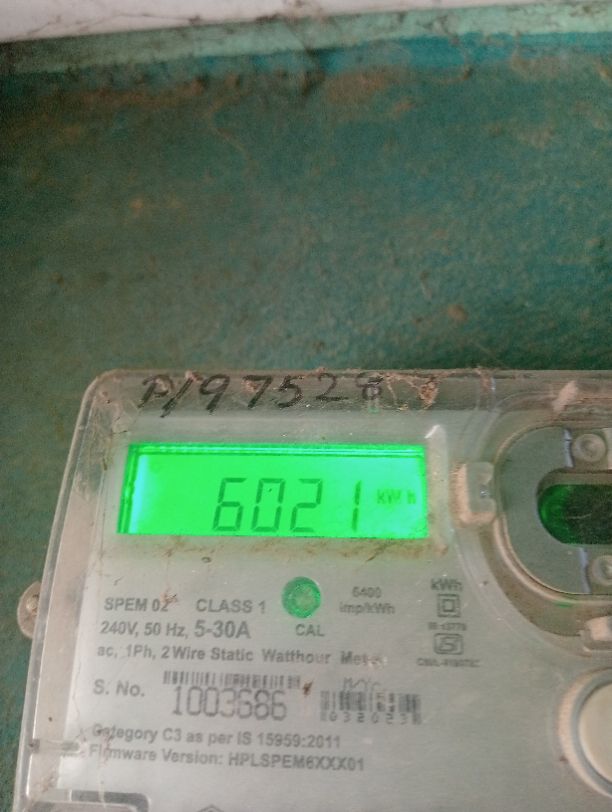 P/97528
6021 kWh
SPEM 02 CLASS 1
6400 imp/kWh
kWh
240V, 50 Hz, 5-30A
CAL
ac, 1Ph, 2 Wire Static Watthour Meter
S. No. 1003686
032023
Category C3 as per IS 15959:2011
Firmware Version: HPLSPEM6XXX01